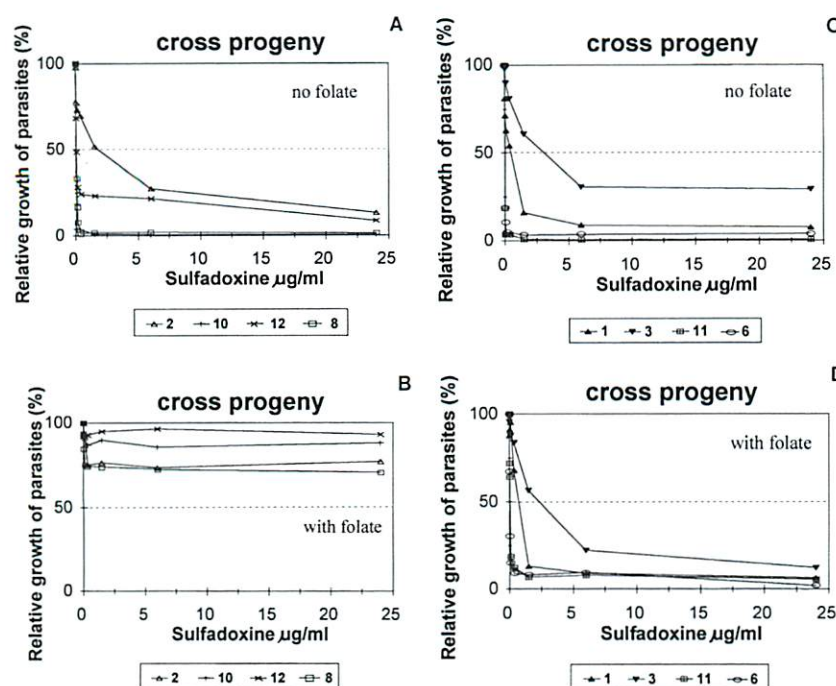 A
cross progeny
Relative growth of parasites (%)
100
50
0
no folate
0 5 10 15 20 25
Sulfadoxine µg/ml
2 10 12 8
C
cross progeny
Relative growth of parasites (%)
100
50
0
no folate
0 5 10 15 20 25
Sulfadoxine µg/ml
1 3 11 6
B
cross progeny
Relative growth of parasites (%)
100
50
0
with folate
0 5 10 15 20 25
Sulfadoxine µg/ml
2 10 12 8
D
cross progeny
Relative growth of parasites (%)
100
50
0
with folate
0 5 10 15 20 25
Sulfadoxine µg/ml
1 3 11 6